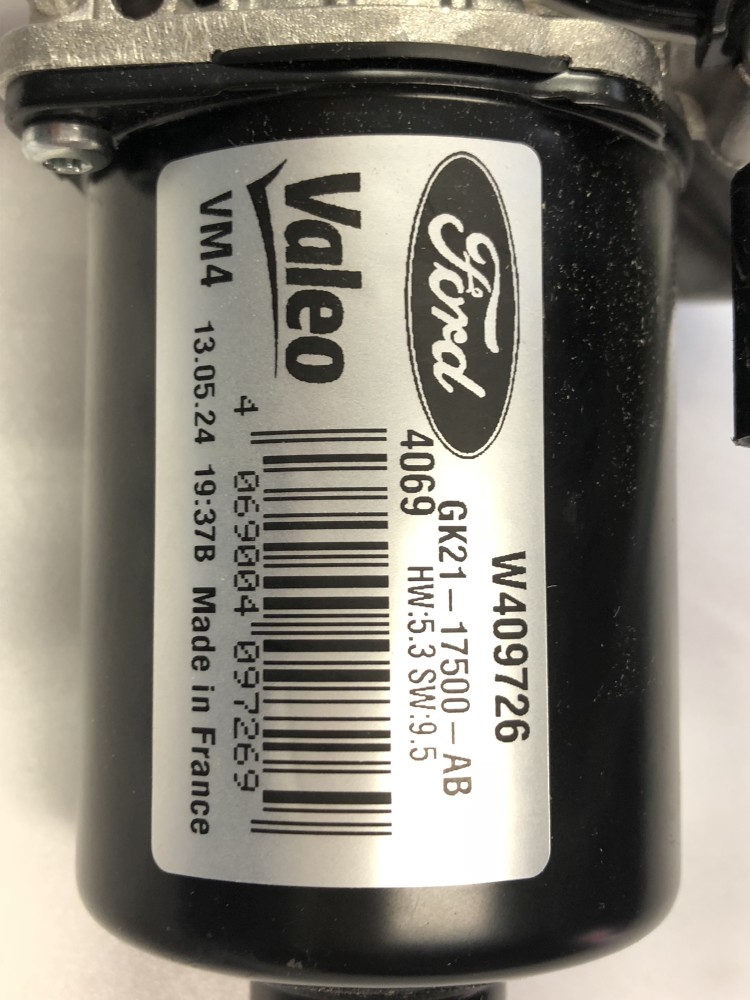 Ford
W409726
GK21-17500-AB
4069
HW:5.3 SW:9.5
Valeo
4 069004 097269
VM4 13.05.24 19:37B Made in France